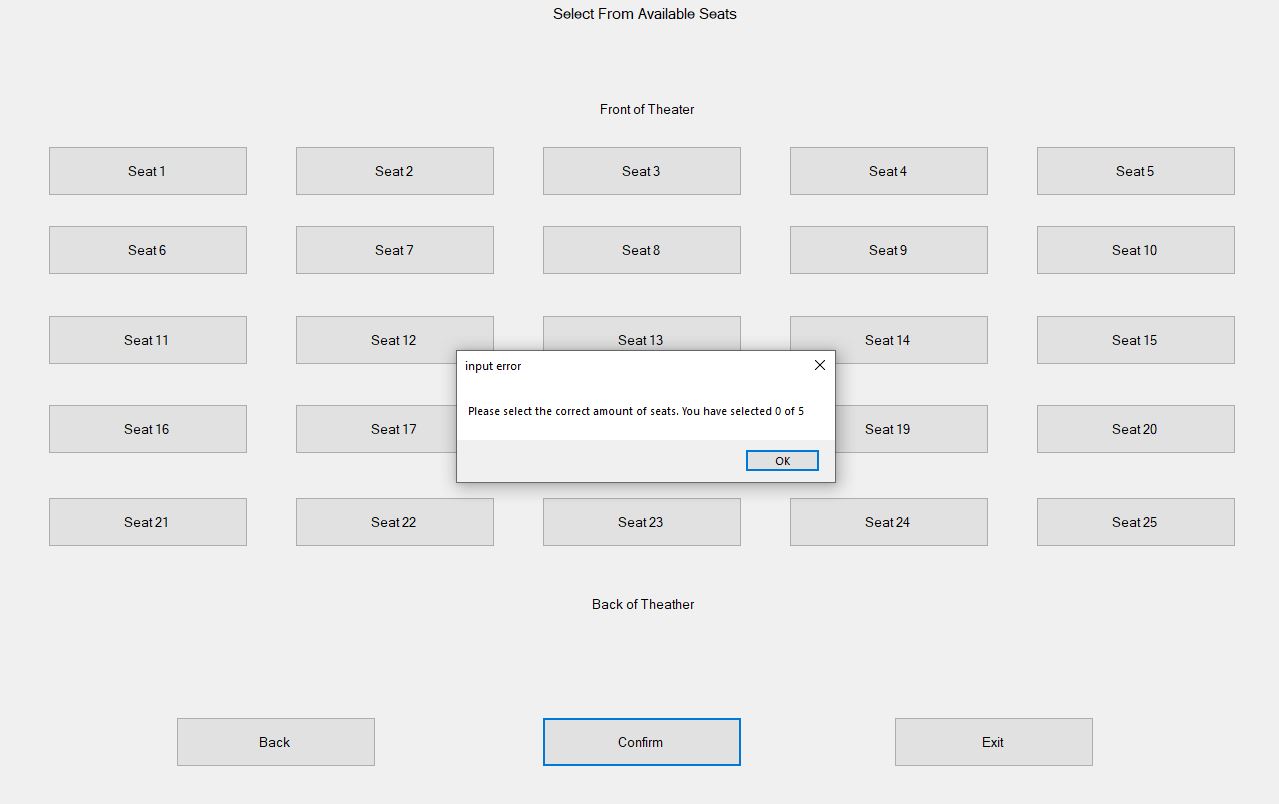 Select From Available Seats
Front of Theater
Seat 1 Seat 2 Seat 3 Seat 4 Seat 5
Seat 6 Seat 7 Seat 8 Seat 9 Seat 10
Seat 11 Seat 12 Seat 13 Seat 14 Seat 15
input error
Please select the correct amount of seats. You have selected 0 of 5
OK
Seat 16 Seat 17 Seat 19 Seat 20
Seat 21 Seat 22 Seat 23 Seat 24 Seat 25
Back of Theather
Back Confirm Exit